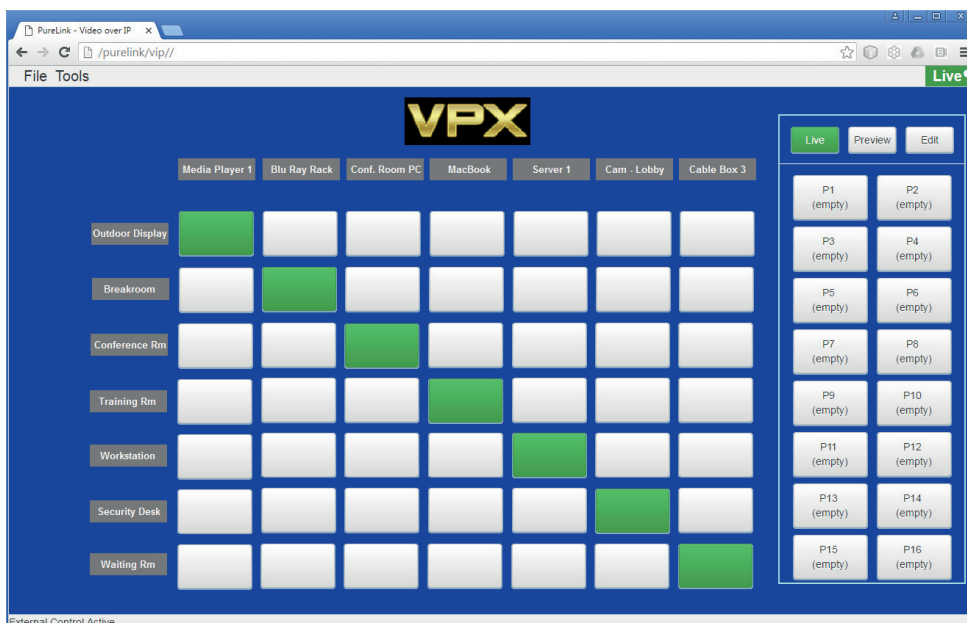 PureLink - Video over IP
/purelink/vip//
File Tools
Live
VPX
Live Preview Edit
Media Player 1 Blu Ray Rack Conf. Room PC MacBook Server 1 Cam - Lobby Cable Box 3
P1 P2
(empty) (empty)
Outdoor Display
P3 P4
(empty) (empty)
Breakroom
P5 P6
(empty) (empty)
Conference Rm
P7 P8
(empty) (empty)
Training Rm
P9 P10
(empty) (empty)
Workstation
P11 P12
(empty) (empty)
Security Desk
P13 P14
(empty) (empty)
Waiting Rm
P15 P16
(empty) (empty)
External Control Active